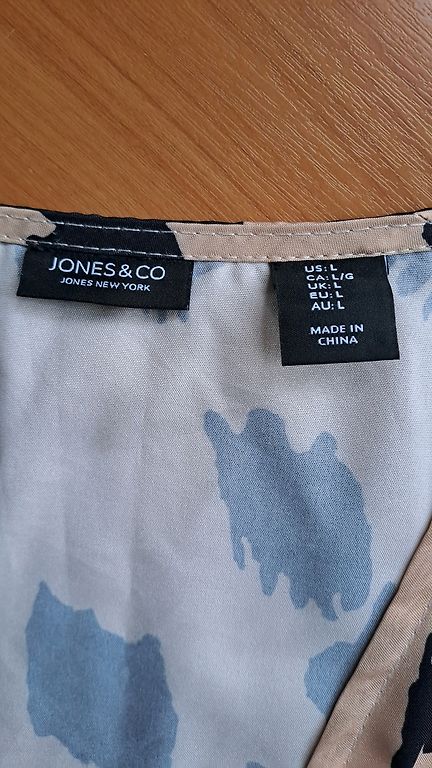 JONES & CO
JONES NEW YORK
US: L
CA: L/G
UK: L
EU: L
AU: L
MADE IN
CHINA